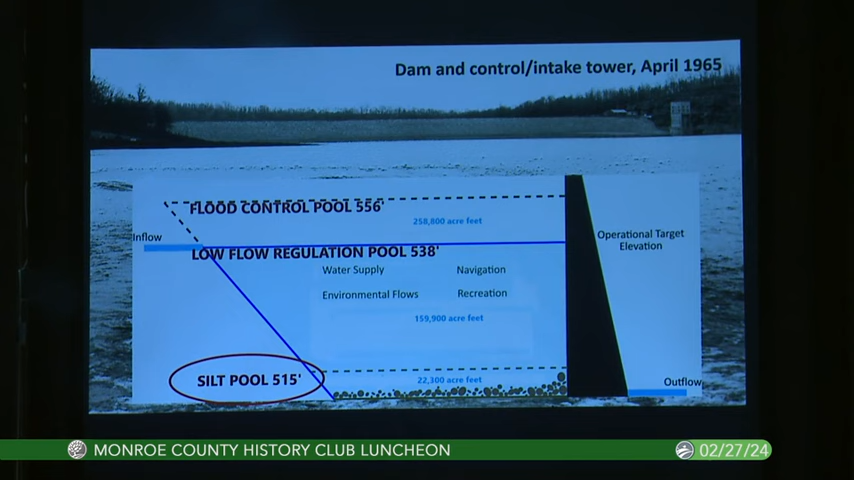 Dam and control/intake tower, April 1965
FLOOD CONTROL POOL 556'
258,800 acre feet
Inflow
Operational Target
Elevation
LOW FLOW REGULATION POOL 538'
Water Supply
Navigation
Environmental Flows
Recreation
159,900 acre feet
SILT POOL 515'
22,300 acre feet
Outflow
MONROE COUNTY HISTORY CLUB LUNCHEON
02/27/24